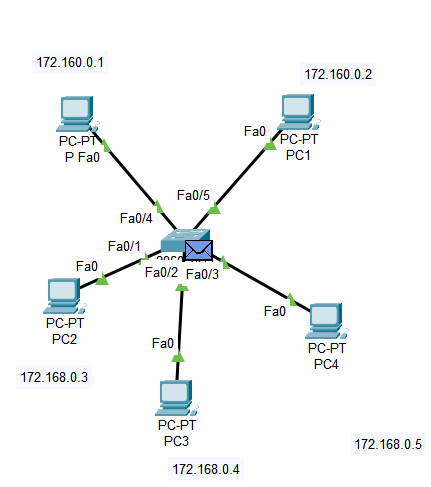 172.160.0.1
172.160.0.2
PC-PT
P Fa0
Fa0
PC-PT
PC1
Fa0/5
Fa0/4
Fa0/1
Fa0/2
Fa0/3
Fa0
PC-PT
PC2
Fa0
PC-PT
PC4
172.168.0.3
Fa0
PC-PT
PC3
172.168.0.5
172.168.0.4